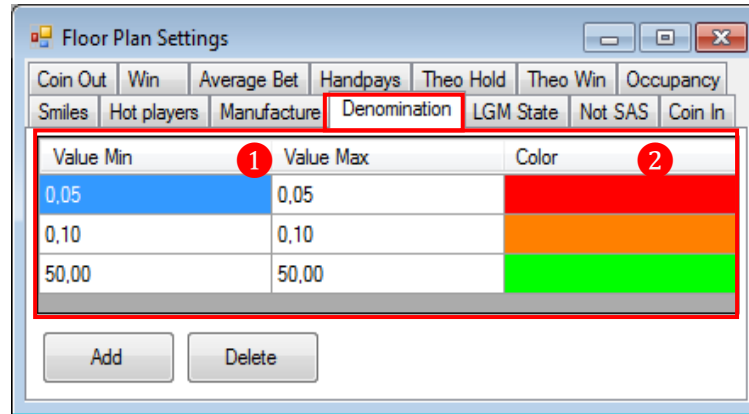 Floor Plan Settings
Coin Out Win Average Bet Handpays Theo Hold Theo Win Occupancy
Smiles Hot players Manufacture Denomination LGM State Not SAS Coin In
Value Min 1 Value Max Color 2
0,05 0,05
0,10 0,10
50,00 50,00
Add Delete